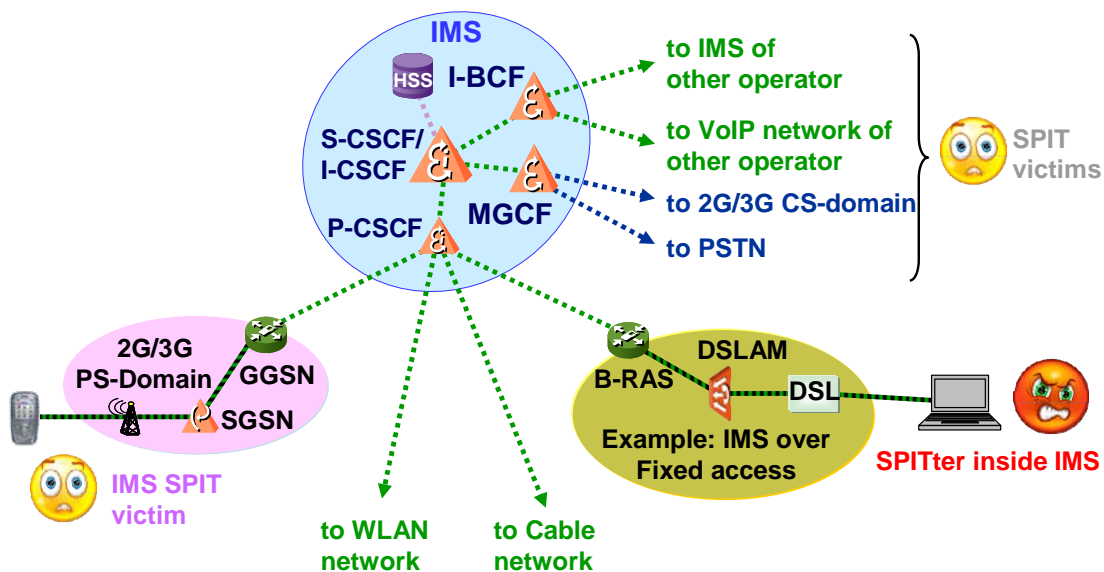 IMS
HSS
I-BCF
S-CSCF/
I-CSCF
MGCF
P-CSCF
to IMS of
other operator
to VoIP network of
other operator
to 2G/3G CS-domain
to PSTN
SPIT
victims
2G/3G
PS-Domain
GGSN
SGSN
IMS SPIT
victim
to WLAN
network
to Cable
network
B-RAS
DSLAM
DSL
Example: IMS over
Fixed access
SPITter inside IMS